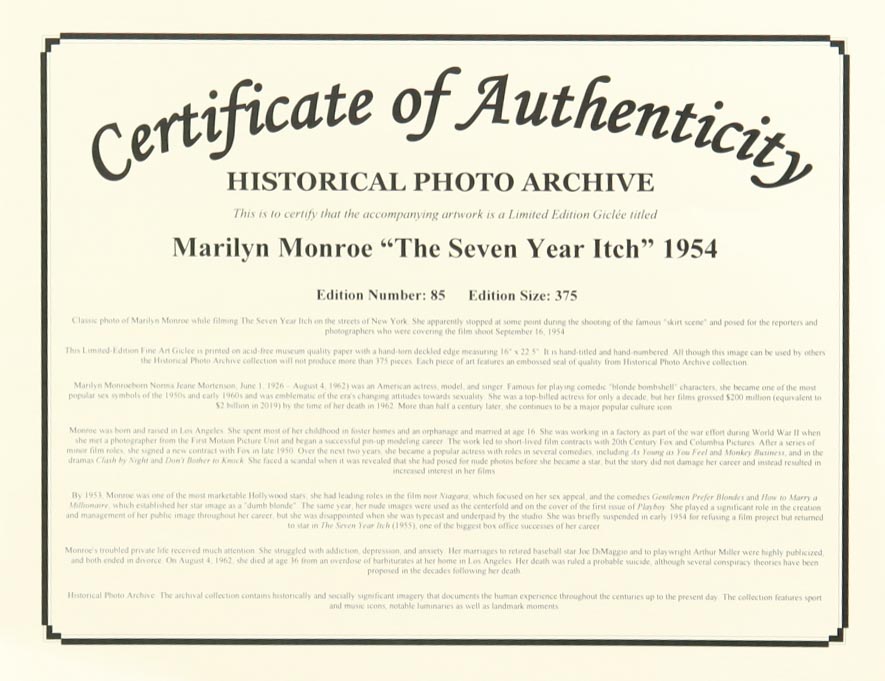 Certificate of Authenticity
HISTORICAL PHOTO ARCHIVE
This is to certify that the accompanying artwork is a Limited Edition Giclée titled
Marilyn Monroe “The Seven Year Itch” 1954
Edition Number: 85 Edition Size: 375
Classic photo of Marilyn Monroe while filming The Seven Year Itch on the streets of New York. She apparently stopped at some point during the shooting of the famous "skirt scene" and posed for the reporters and
photographers who were covering the film shoot September 16, 1954
This Limited-Edition Fine Art Giclee is printed on acid-free museum quality paper with a hand-torn deckled edge measuring 16" x 22.5". It is hand-titled and hand-numbered. All though this image can be used by others
the Historical Photo Archive collection will not produce more than 375 pieces. Each piece of art features an embossed seal of quality from Historical Photo Archive collection.
Marilyn Monroeborn Norma Jeane Mortenson, June 1, 1926 – August 4, 1962) was an American actress, model, and singer. Famous for playing comedic "blonde bombshell" characters, she became one of the most
popular sex symbols of the 1950s and early 1960s and was emblematic of the era's changing attitudes towards sexuality. She was a top-billed actress for only a decade, but her films grossed $200 million (equivalent to
$2 billion in 2019) by the time of her death in 1962. More than half a century later, she continues to be a major popular culture icon.
Monroe was born and raised in Los Angeles. She spent most of her childhood in foster homes and an orphanage and married at age 16. She was working in a factory as part of the war effort during World War II when
she met a photographer from the First Motion Picture Unit and began a successful pin-up modeling career. The work led to short-lived film contracts with 20th Century Fox and Columbia Pictures. After a series of
minor film roles, she signed a new contract with Fox in late 1950. Over the next two years, she became a popular actress with roles in several comedies, including As Young as You Feel and Monkey Business, and in the
dramas Clash by Night and Don't Bother to Knock. She faced a scandal when it was revealed that she had posed for nude photos before she became a star, but the story did not damage her career and instead resulted in
increased interest in her films.
By 1953, Monroe was one of the most marketable Hollywood stars; she had leading roles in the film noir Niagara, which focused on her sex appeal, and the comedies Gentlemen Prefer Blondes and How to Marry a
Millionaire, which established her star image as a "dumb blonde". The same year, her nude images were used as the centerfold and on the cover of the first issue of Playboy. She played a significant role in the creation
and management of her public image throughout her career, but she was disappointed when she was typecast and underpaid by the studio. She was briefly suspended in early 1954 for refusing a film project but returned
to star in The Seven Year Itch (1955), one of the biggest box office successes of her career.
Monroe's troubled private life received much attention. She struggled with addiction, depression, and anxiety. Her marriages to retired baseball star Joe DiMaggio and to playwright Arthur Miller were highly publicized,
and both ended in divorce. On August 4, 1962, she died at age 36 from an overdose of barbiturates at her home in Los Angeles. Her death was ruled a probable suicide, although several conspiracy theories have been
proposed in the decades following her death.
Historical Photo Archive: The archival collection contains historically and socially significant imagery that documents the human experience throughout the centuries up to the present day. The collection features sport
and music icons, notable luminaries as well as landmark moments.